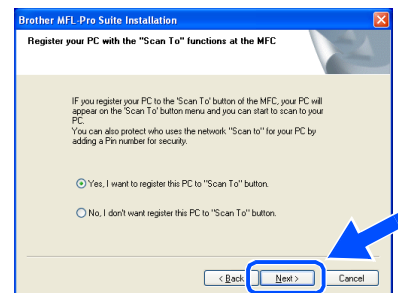 Brother MFL-Pro Suite Installation
Register your PC with the "Scan To" functions at the MFC
IF you register your PC to the 'Scan To' button of the MFC, your PC will
appear on the 'Scan To' button menu and you can start to scan to your
PC.
You can also protect who uses the network "Scan to" for your PC by
adding a Pin number for security.
Yes, I want to register this PC to "Scan To" button.
No, I don't want register this PC to "Scan To" button.
< Back Next > Cancel